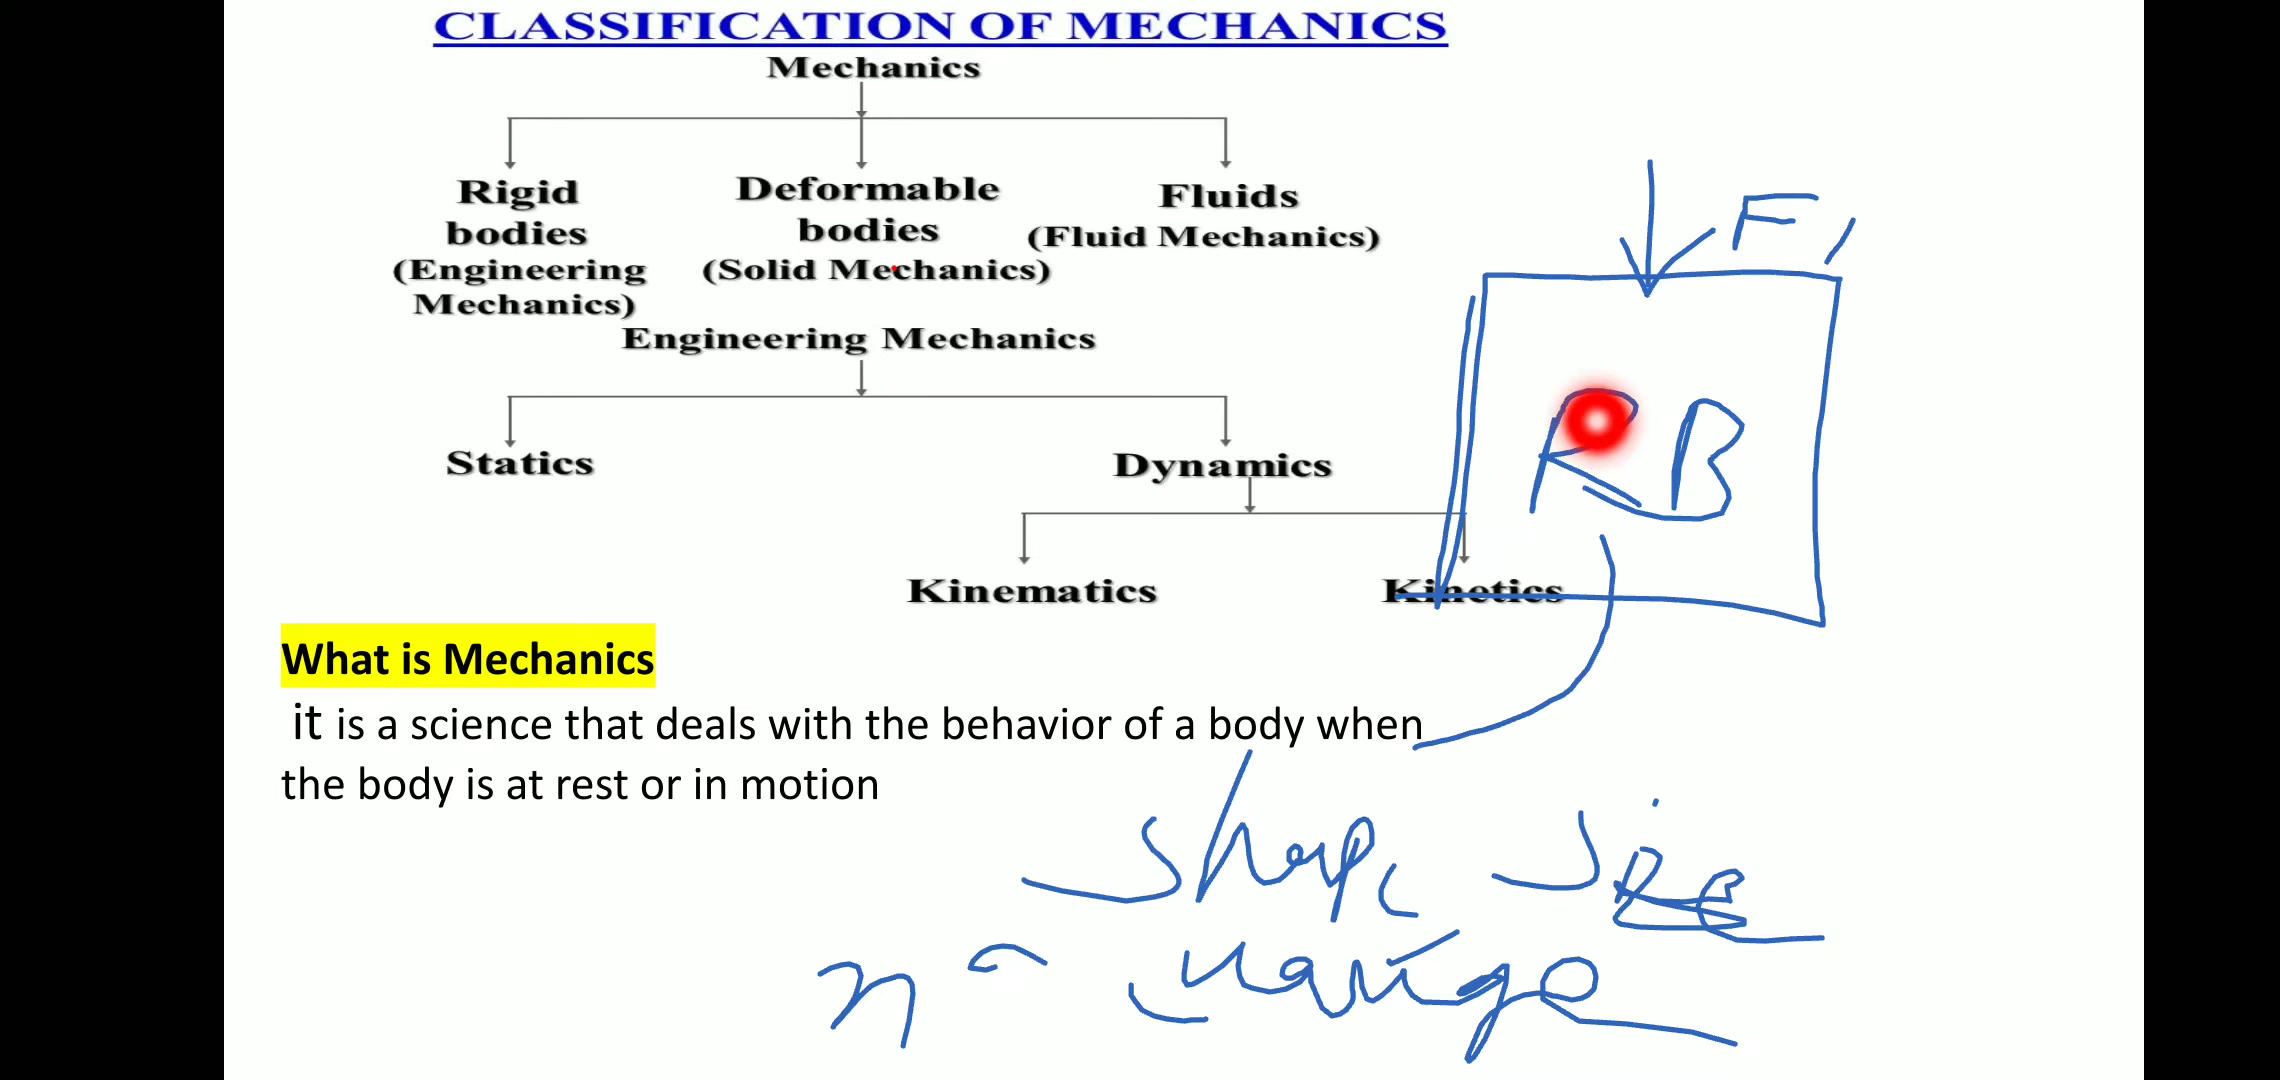 CLASSIFICATION OF MECHANICS
Mechanics
Rigid bodies (Engineering Mechanics)
Deformable bodies (Solid Mechanics)
Fluids (Fluid Mechanics)
Engineering Mechanics
Statics
Dynamics
Kinematics
Kinetics
F,
RB
What is Mechanics
it is a science that deals with the behavior of a body when
the body is at rest or in motion
shape size
no change